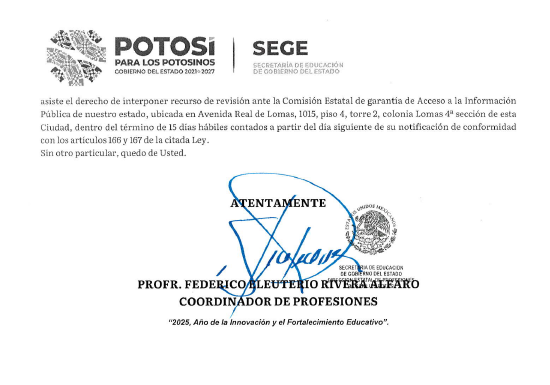 POTOSÍ
PARA LOS POTOSINOS
GOBIERNO DEL ESTADO 2021-2027
SEGE
SECRETARÍA DE EDUCACIÓN
DE GOBIERNO DEL ESTADO
asiste el derecho de interponer recurso de revisión ante la Comisión Estatal de garantía de Acceso a la Información
Pública de nuestro estado, ubicada en Avenida Real de Lomas, 1015, piso 4, torre 2, colonia Lomas 4ª sección de esta
Ciudad, dentro del término de 15 días hábiles contados a partir del día siguiente de su notificación de conformidad
con los artículos 166 y 167 de la citada Ley.
Sin otro particular, quedo de Usted.
ATENTAMENTE
ESTADOS UNIDOS MEXICANOS
SECRETARIA DE EDUCACION
DE GOBIERNO DEL ESTADO
PROFR. FEDERICO ELEUTERIO RIVERA ALFARO
COORDINADOR DE PROFESIONES
"2025, Año de la Innovación y el Fortalecimiento Educativo".